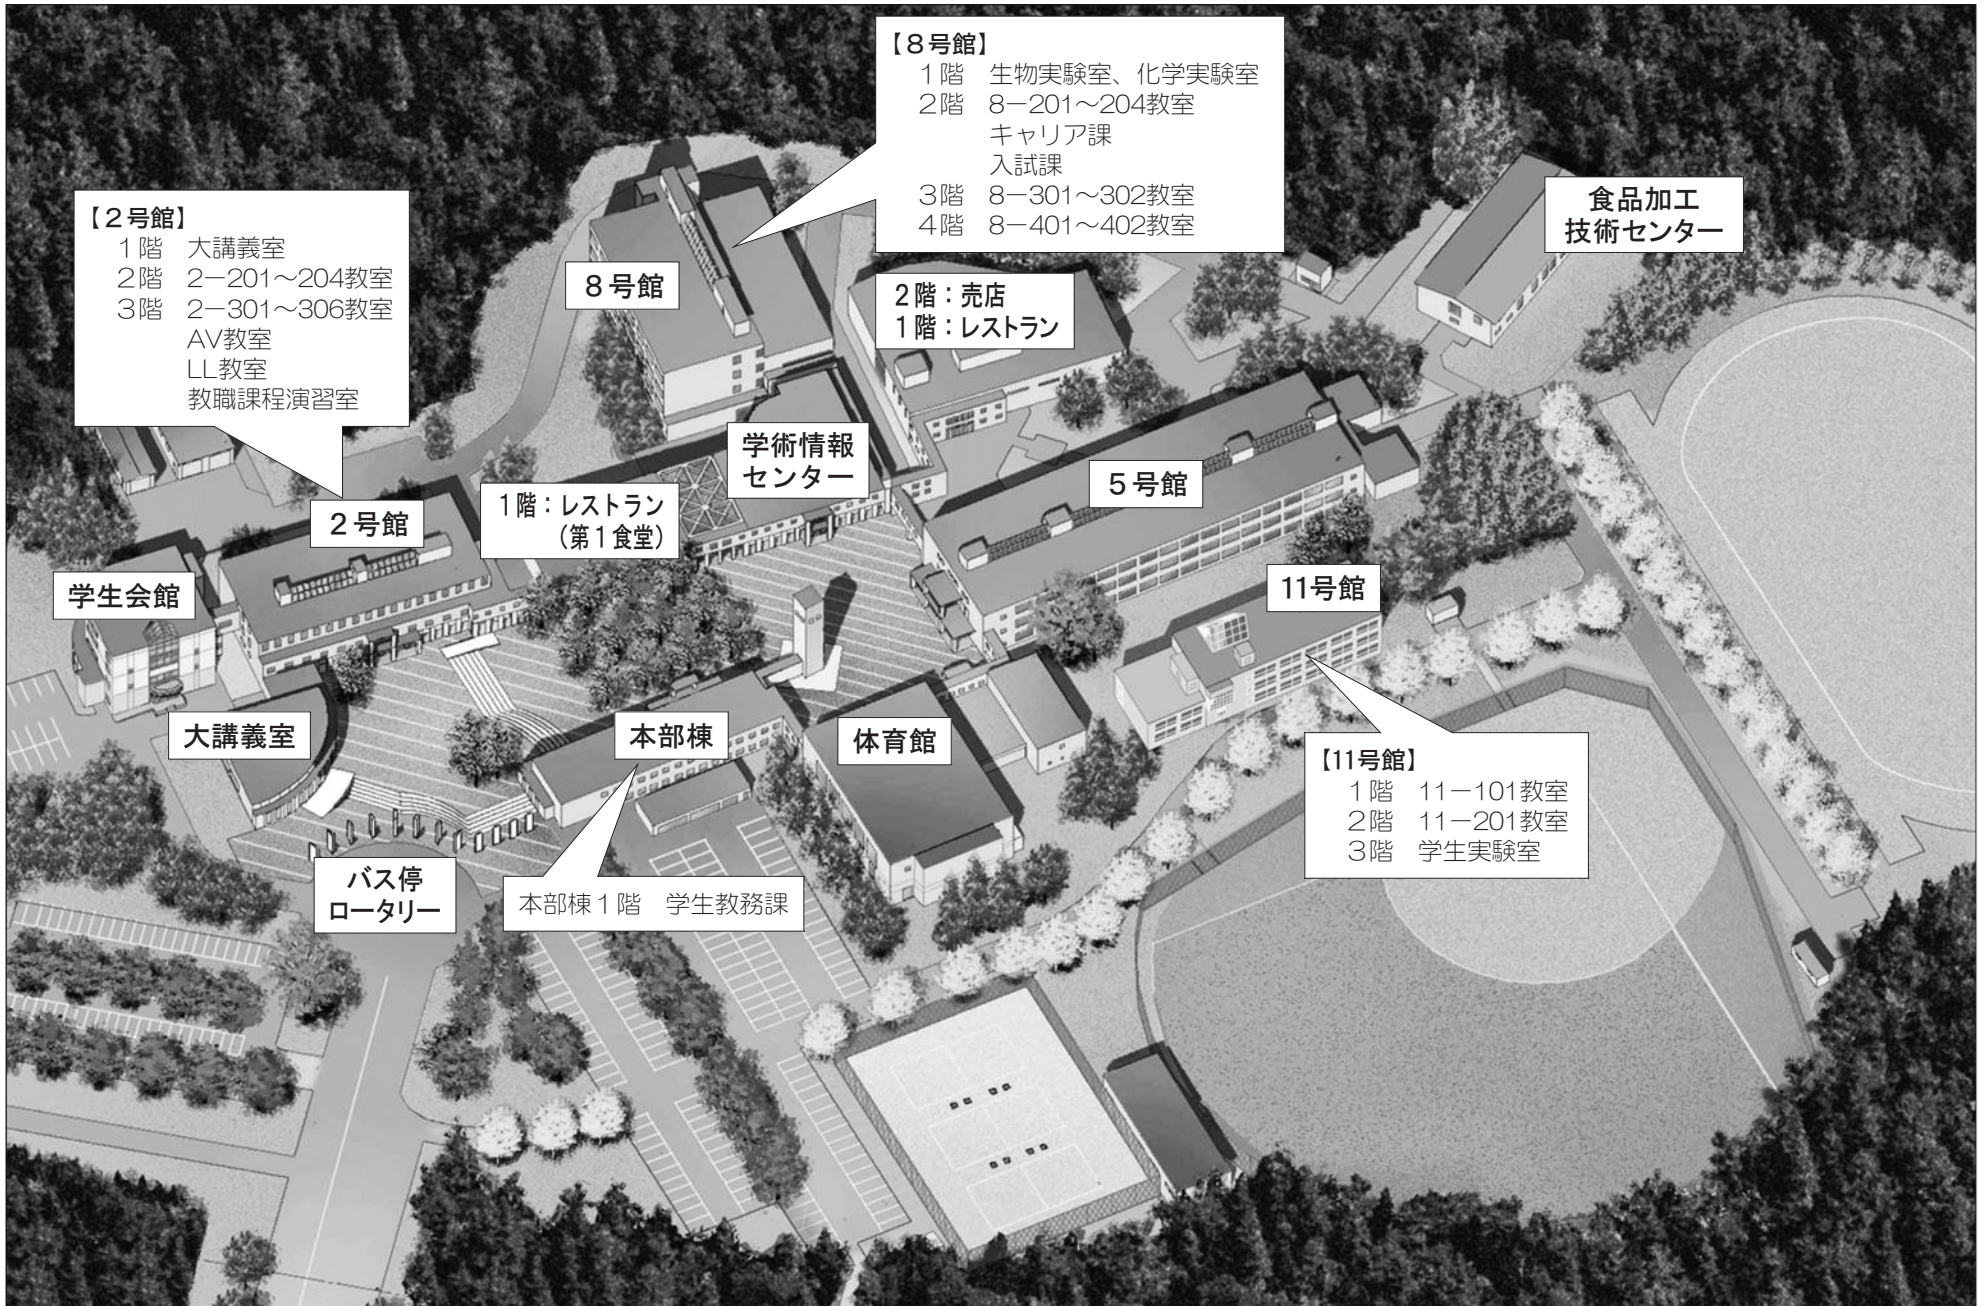 【８号館】
１階　生物実験室、化学実験室
２階　8－201～204教室
キャリア課
入試課
３階　8－301～302教室
４階　8－401～402教室
食品加工
技術センター
【２号館】
１階　大講義室
２階　2－201～204教室
３階　2－301～306教室
AV教室
LL教室
教職課程演習室
８号館
２階：売店
１階：レストラン
学術情報
センター
５号館
１階：レストラン
（第１食堂）
２号館
学生会館
11号館
大講義室
本部棟
体育館
【11号館】
１階　11－101教室
２階　11－201教室
３階　学生実験室
バス停
ロータリー
本部棟１階　学生教務課